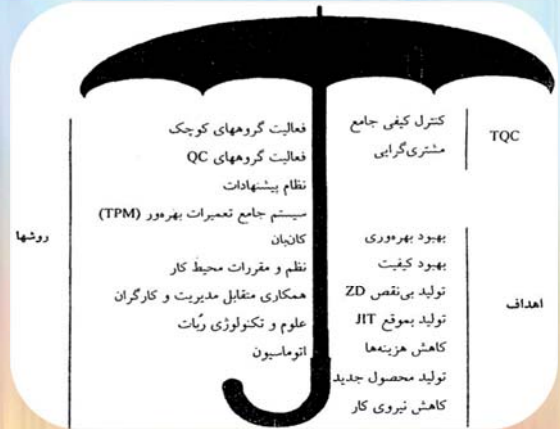 TQC
کنترل کیفی جامع
مشتری‌گرایی
اهداف
بهبود بهره‌وری
بهبود کیفیت
تولید بی‌نقص ZD
تولید بموقع JIT
کاهش هزینه‌ها
تولید محصول جدید
کاهش نیروی کار
فعالیت گروههای کوچک
فعالیت گروههای QC
نظام پیشنهادات
سیستم جامع تعمیرات بهره‌ور (TPM)
کان‌بان
نظم و مقررات محیط کار
همکاری متقابل مدیریت و کارگران
علوم و تکنولوژی رُبات
اتوماسیون
روشها